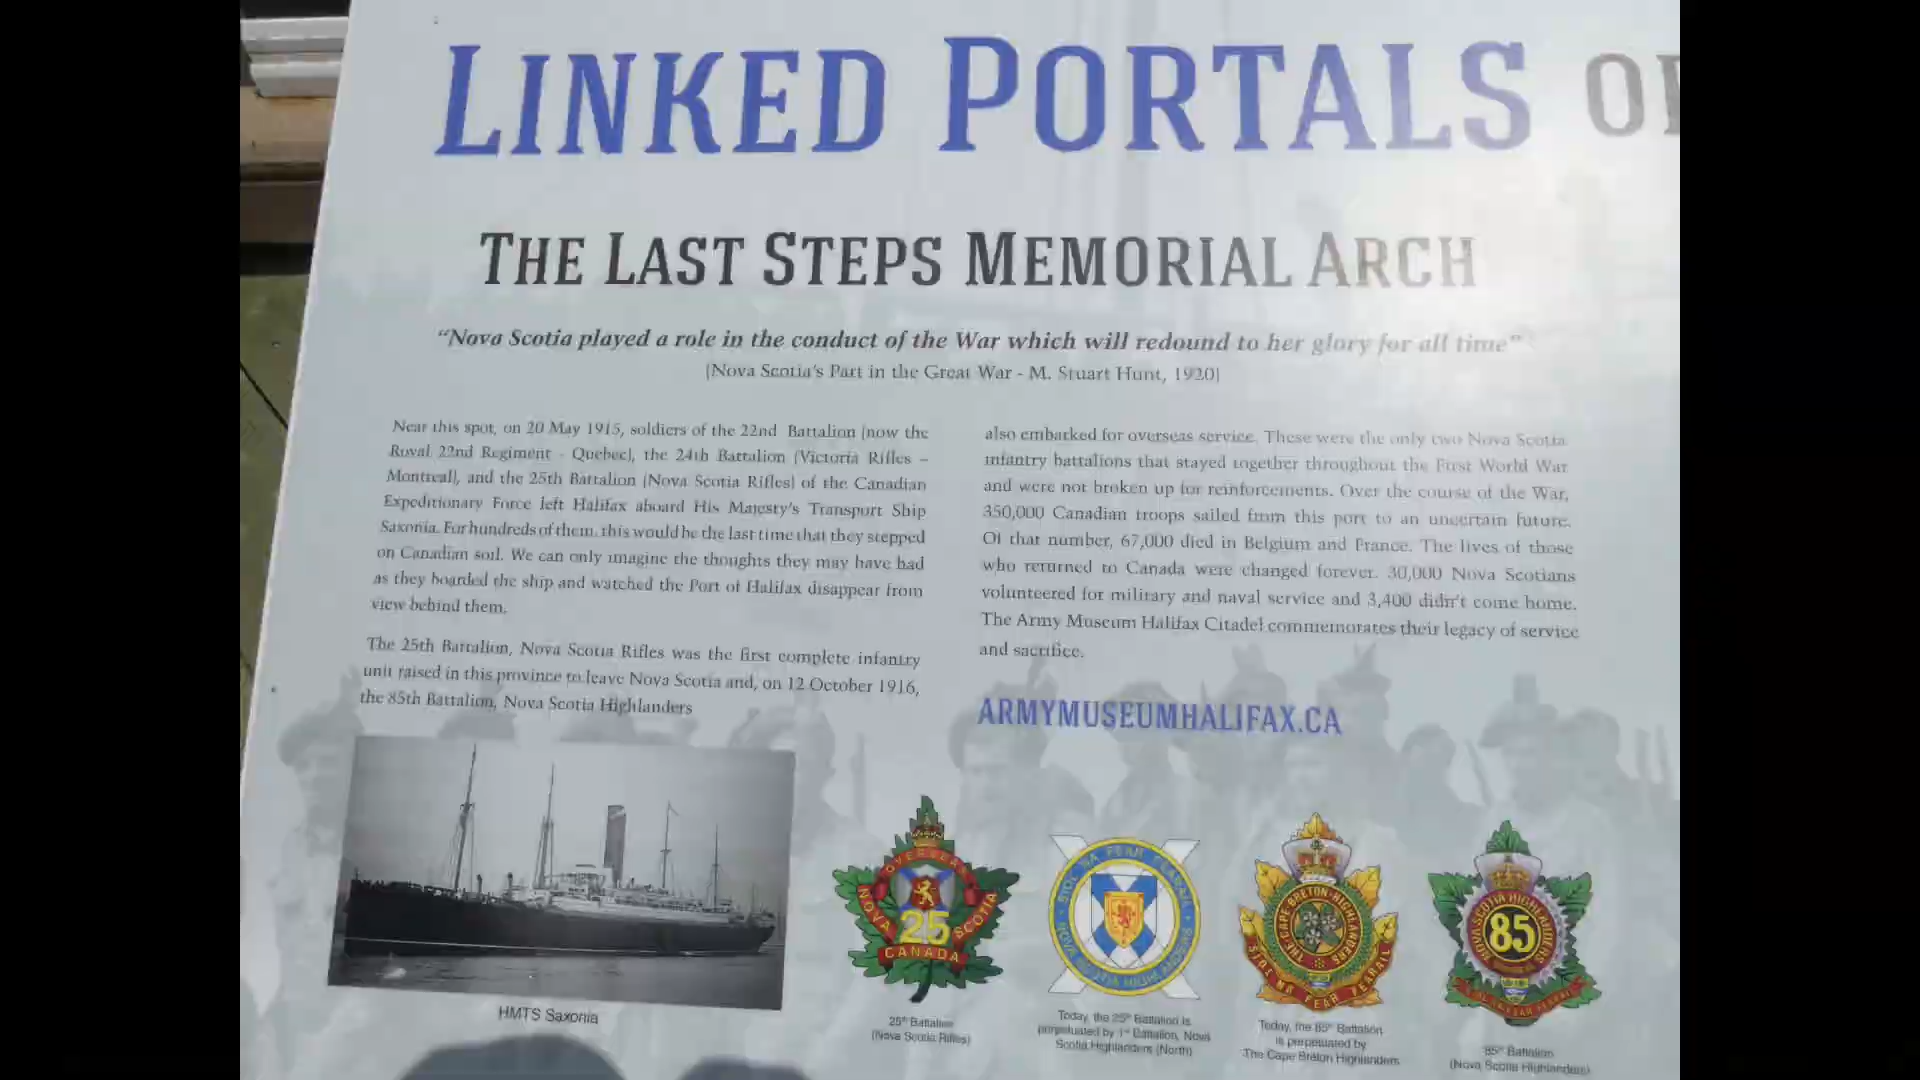 LINKED PORTALS
THE LAST STEPS MEMORIAL ARCH
“Nova Scotia played a role in the conduct of the War which will redound to her glory for all time”
(Nova Scotia's Part in the Great War - M. Stuart Hunt, 1920)
Near this spot, on 20 May 1915, soldiers of the 22nd Battalion (now the
Royal 22nd Regiment - Quebec), the 24th Battalion (Victoria Rifles –
Montreal), and the 25th Battalion (Nova Scotia Rifles) of the Canadian
Expeditionary Force left Halifax aboard His Majesty's Transport Ship
Saxonia. For hundreds of them, this would be the last time that they stepped
on Canadian soil. We can only imagine the thoughts they may have had
as they boarded the ship and watched the Port of Halifax disappear from
view behind them.
The 25th Battalion, Nova Scotia Rifles was the first complete infantry
unit raised in this province to leave Nova Scotia and, on 12 October 1916,
the 85th Battalion, Nova Scotia Highlanders
also embarked for overseas service. These were the only two Nova Scotia
infantry battalions that stayed together throughout the First World War
and were not broken up for reinforcements. Over the course of the War,
350,000 Canadian troops sailed from this port to an uncertain future.
Of that number, 67,000 died in Belgium and France. The lives of those
who returned to Canada were changed forever. 30,000 Nova Scotians
volunteered for military and naval service and 3,400 didn't come home.
The Army Museum Halifax Citadel commemorates their legacy of service
and sacrifice.
ARMYMUSEUMHALIFAX.CA
HMTS Saxonia
OVERSEAS
NOVA 25 SCOTIA
CANADA
25th Battalion
(Nova Scotia Rifles)
SIOL NA FEAR FEARAIL
NOVA SCOTIA HIGHLANDERS
Today, the 25th Battalion is
perpetuated by 1st Battalion, Nova
Scotia Highlanders (North)
THE CAPE BRETON HIGHLANDERS
SIOL NA FEAR FEARAIL
Today, the 85th Battalion
is perpetuated by
The Cape Breton Highlanders
NOVA SCOTIA HIGHLANDERS
85
85th Battalion
(Nova Scotia Highlanders)